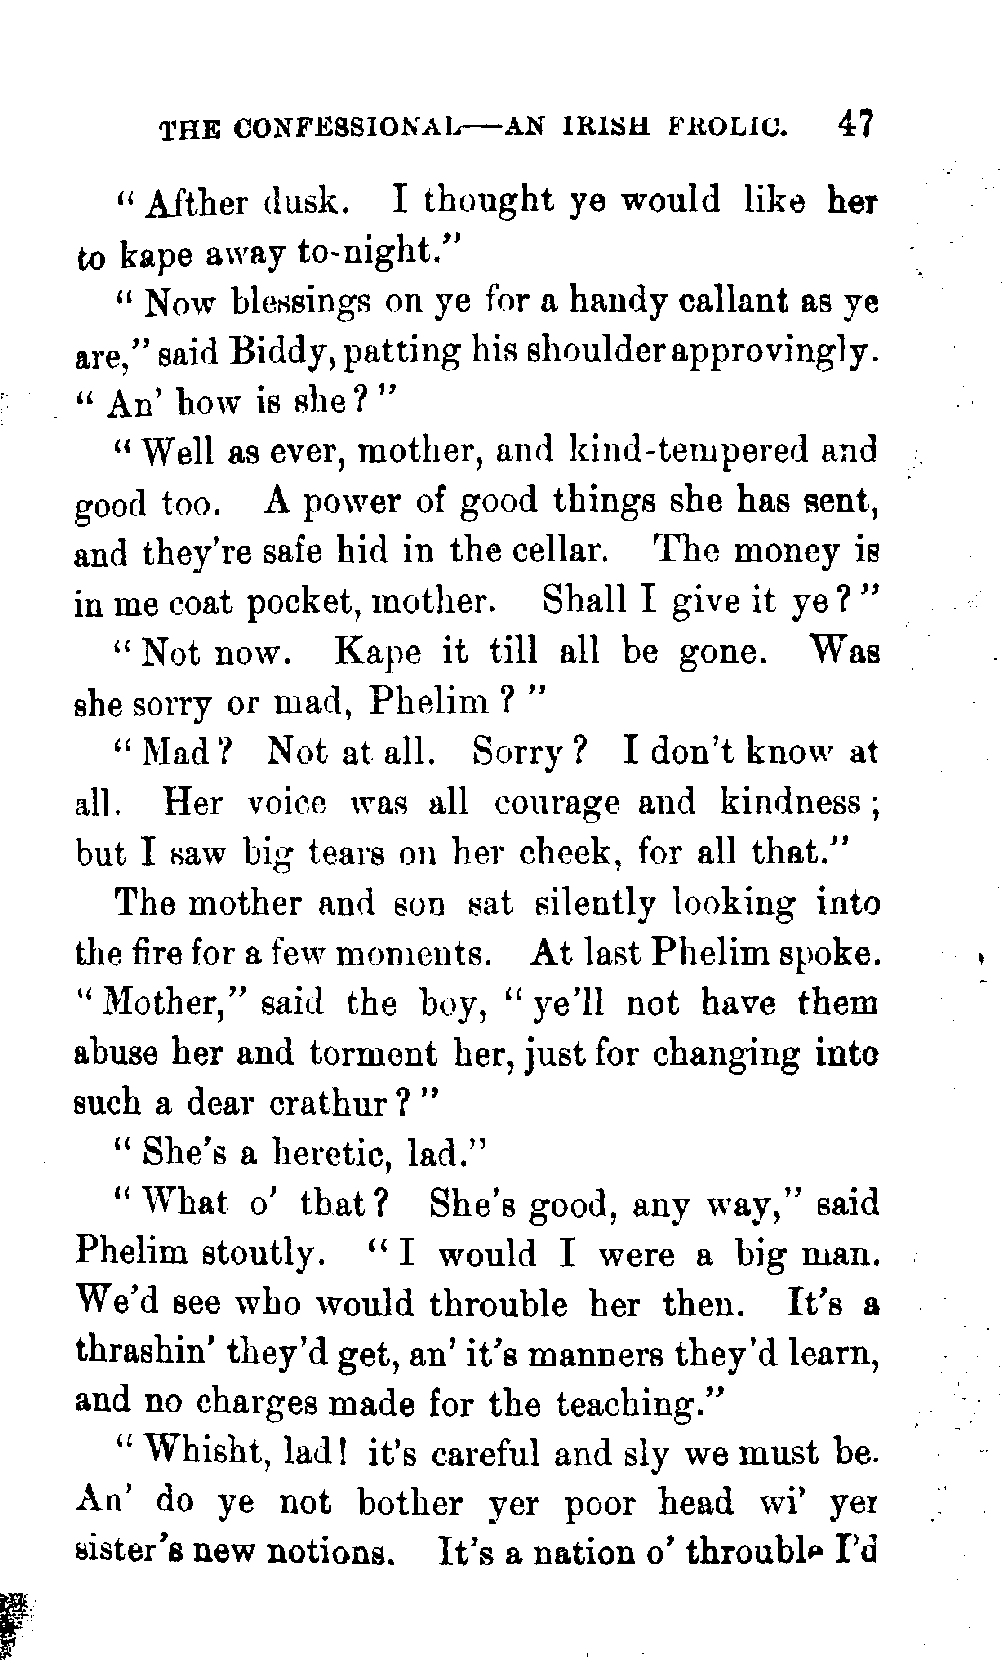 THE CONFESSIONAL—AN IRISH FROLIC. 47
“ Afther dusk. I thought ye would like her
to kape away to-night.”
“ Now blessings on ye for a handy callant as ye
are,” said Biddy, patting his shoulder approvingly.
“ An’ how is she ? ”
“ Well as ever, mother, and kind-tempered and
good too. A power of good things she has sent,
and they’re safe hid in the cellar. The money is
in me coat pocket, mother. Shall I give it ye ? ”
“ Not now. Kape it till all be gone. Was
she sorry or mad, Phelim ? ”
“ Mad ? Not at all. Sorry ? I don’t know at
all. Her voice was all courage and kindness ;
but I saw big tears on her cheek, for all that.”
The mother and son sat silently looking into
the fire for a few moments. At last Phelim spoke.
“ Mother,” said the boy, “ ye’ll not have them
abuse her and torment her, just for changing into
such a dear crathur ? ”
“ She’s a heretic, lad.”
“ What o’ that ? She’s good, any way,” said
Phelim stoutly. “ I would I were a big man.
We’d see who would throuble her then. It’s a
thrashin’ they’d get, an’ it’s manners they’d learn,
and no charges made for the teaching.”
“ Whisht, lad ! it’s careful and sly we must be.
An’ do ye not bother yer poor head wi’ yer
sister’s new notions. It’s a nation o’ throuble I’d